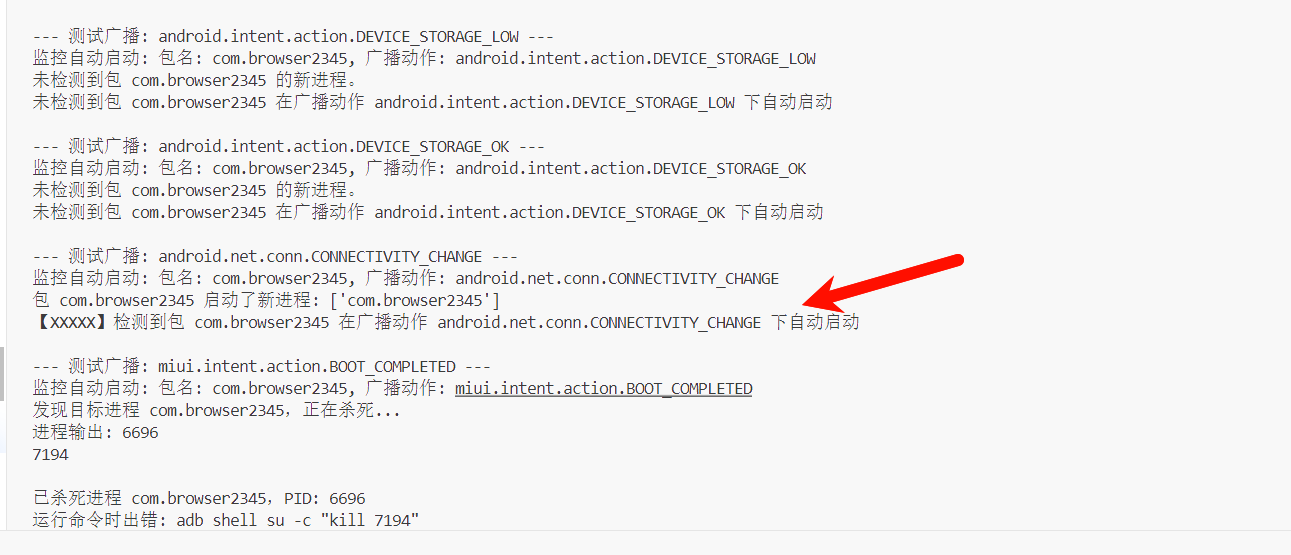 --- 测试广播: android.intent.action.DEVICE_STORAGE_LOW ---
监控自动启动: 包名: com.browser2345, 广播动作: android.intent.action.DEVICE_STORAGE_LOW
未检测到包 com.browser2345 的新进程。
未检测到包 com.browser2345 在广播动作 android.intent.action.DEVICE_STORAGE_LOW 下自动启动
--- 测试广播: android.intent.action.DEVICE_STORAGE_OK ---
监控自动启动: 包名: com.browser2345, 广播动作: android.intent.action.DEVICE_STORAGE_OK
未检测到包 com.browser2345 的新进程。
未检测到包 com.browser2345 在广播动作 android.intent.action.DEVICE_STORAGE_OK 下自动启动
--- 测试广播: android.net.conn.CONNECTIVITY_CHANGE ---
监控自动启动: 包名: com.browser2345, 广播动作: android.net.conn.CONNECTIVITY_CHANGE
包 com.browser2345 启动了新进程: ['com.browser2345']
【XXXXX】检测到包 com.browser2345 在广播动作 android.net.conn.CONNECTIVITY_CHANGE 下自动启动
--- 测试广播: miui.intent.action.BOOT_COMPLETED ---
监控自动启动: 包名: com.browser2345, 广播动作: miui.intent.action.BOOT_COMPLETED
发现目标进程 com.browser2345, 正在杀死...
进程输出: 6696
7194
已杀死进程 com.browser2345, PID: 6696
运行命令时出错: adb shell su -c "kill 7194"